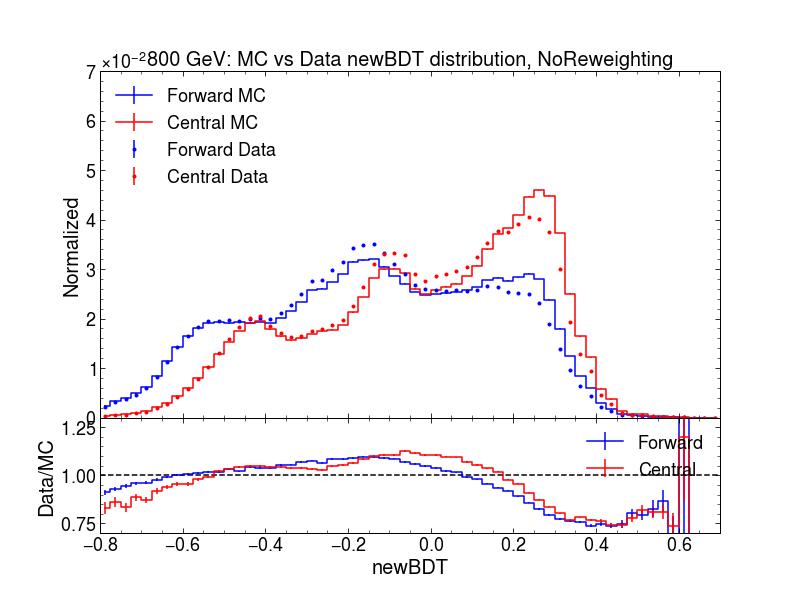 ×10⁻²800 GeV: MC vs Data newBDT distribution, NoReweighting
7
6
5
4
3
2
1
0
Normalized
Forward MC
Central MC
Forward Data
Central Data
1.25
1.00
0.75
Data/MC
Forward
Central
−0.8 −0.6 −0.4 −0.2 0.0 0.2 0.4 0.6
newBDT